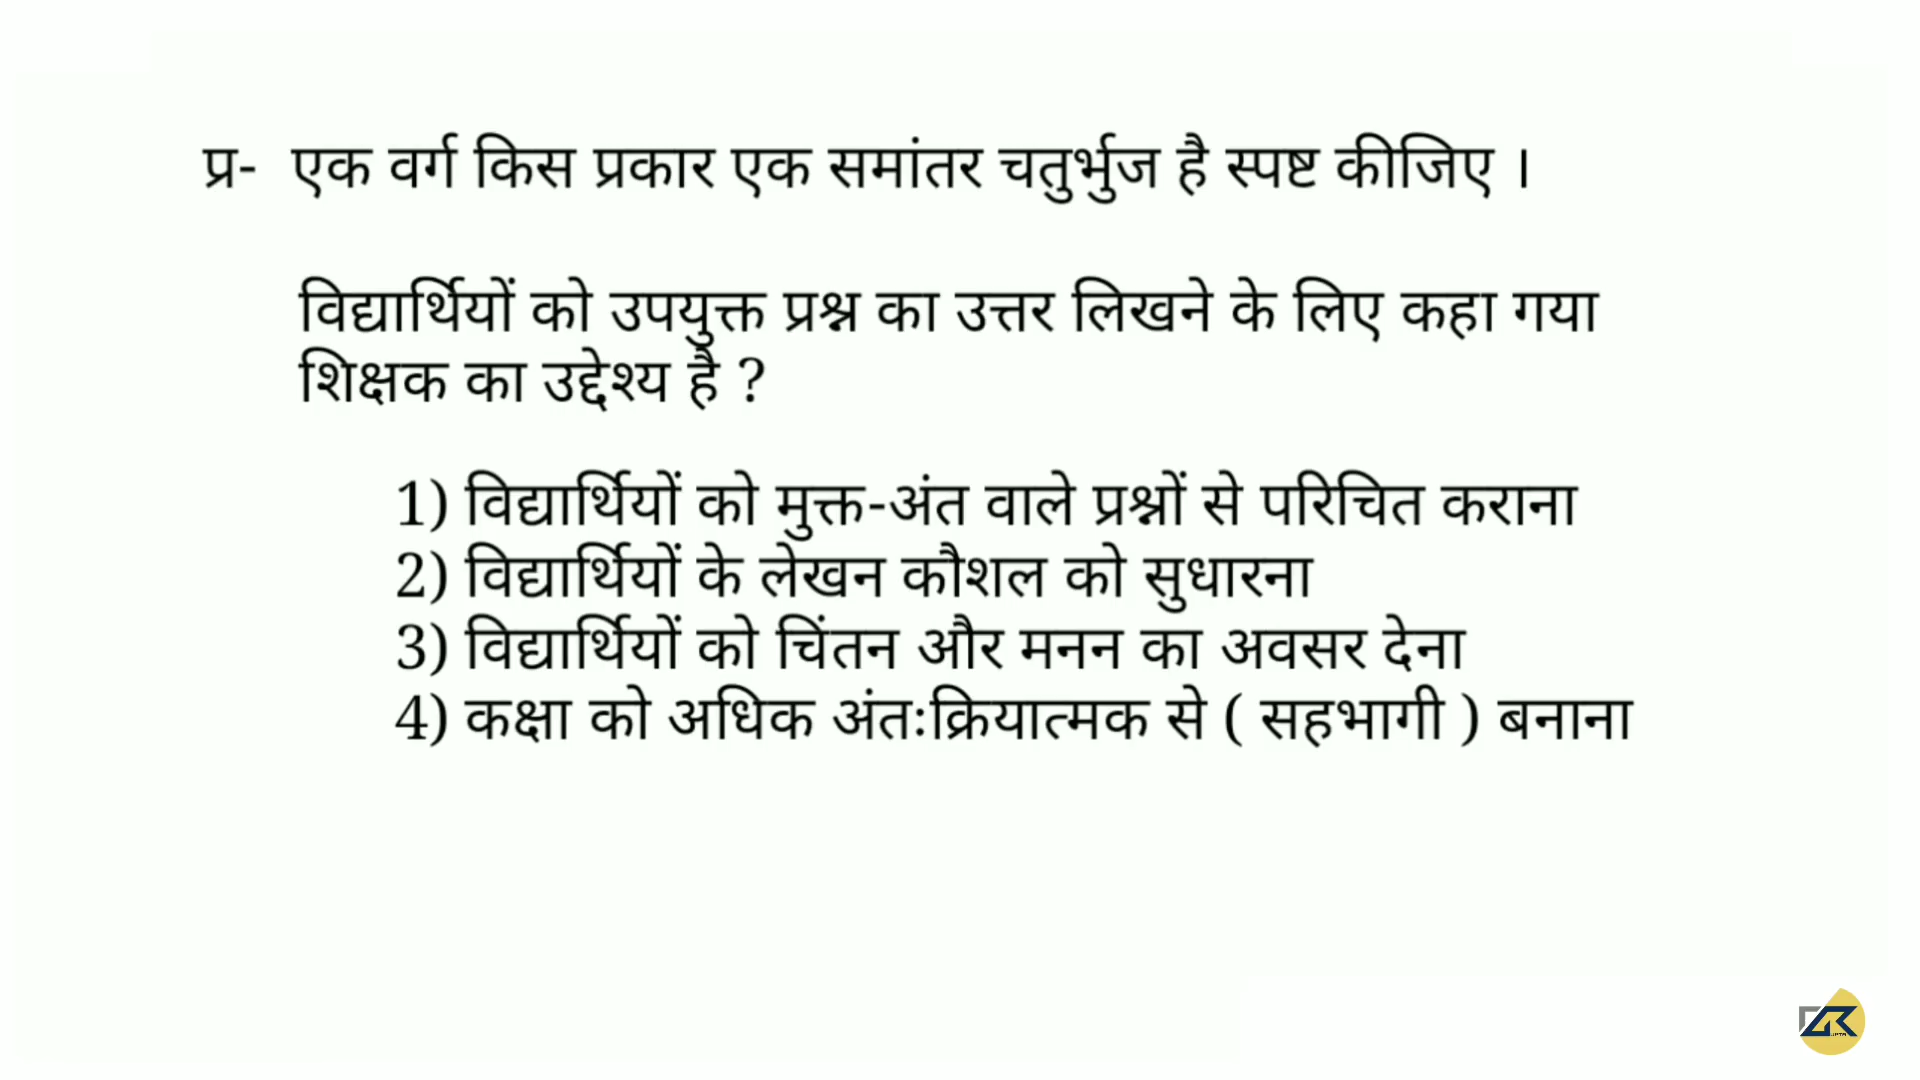 प्र- एक वर्ग किस प्रकार एक समांतर चतुर्भुज है स्पष्ट कीजिए ।
विद्यार्थियों को उपयुक्त प्रश्न का उत्तर लिखने के लिए कहा गया
शिक्षक का उद्देश्य है ?
1) विद्यार्थियों को मुक्त-अंत वाले प्रश्नों से परिचित कराना
2) विद्यार्थियों के लेखन कौशल को सुधारना
3) विद्यार्थियों को चिंतन और मनन का अवसर देना
4) कक्षा को अधिक अंतःक्रियात्मक से ( सहभागी ) बनाना